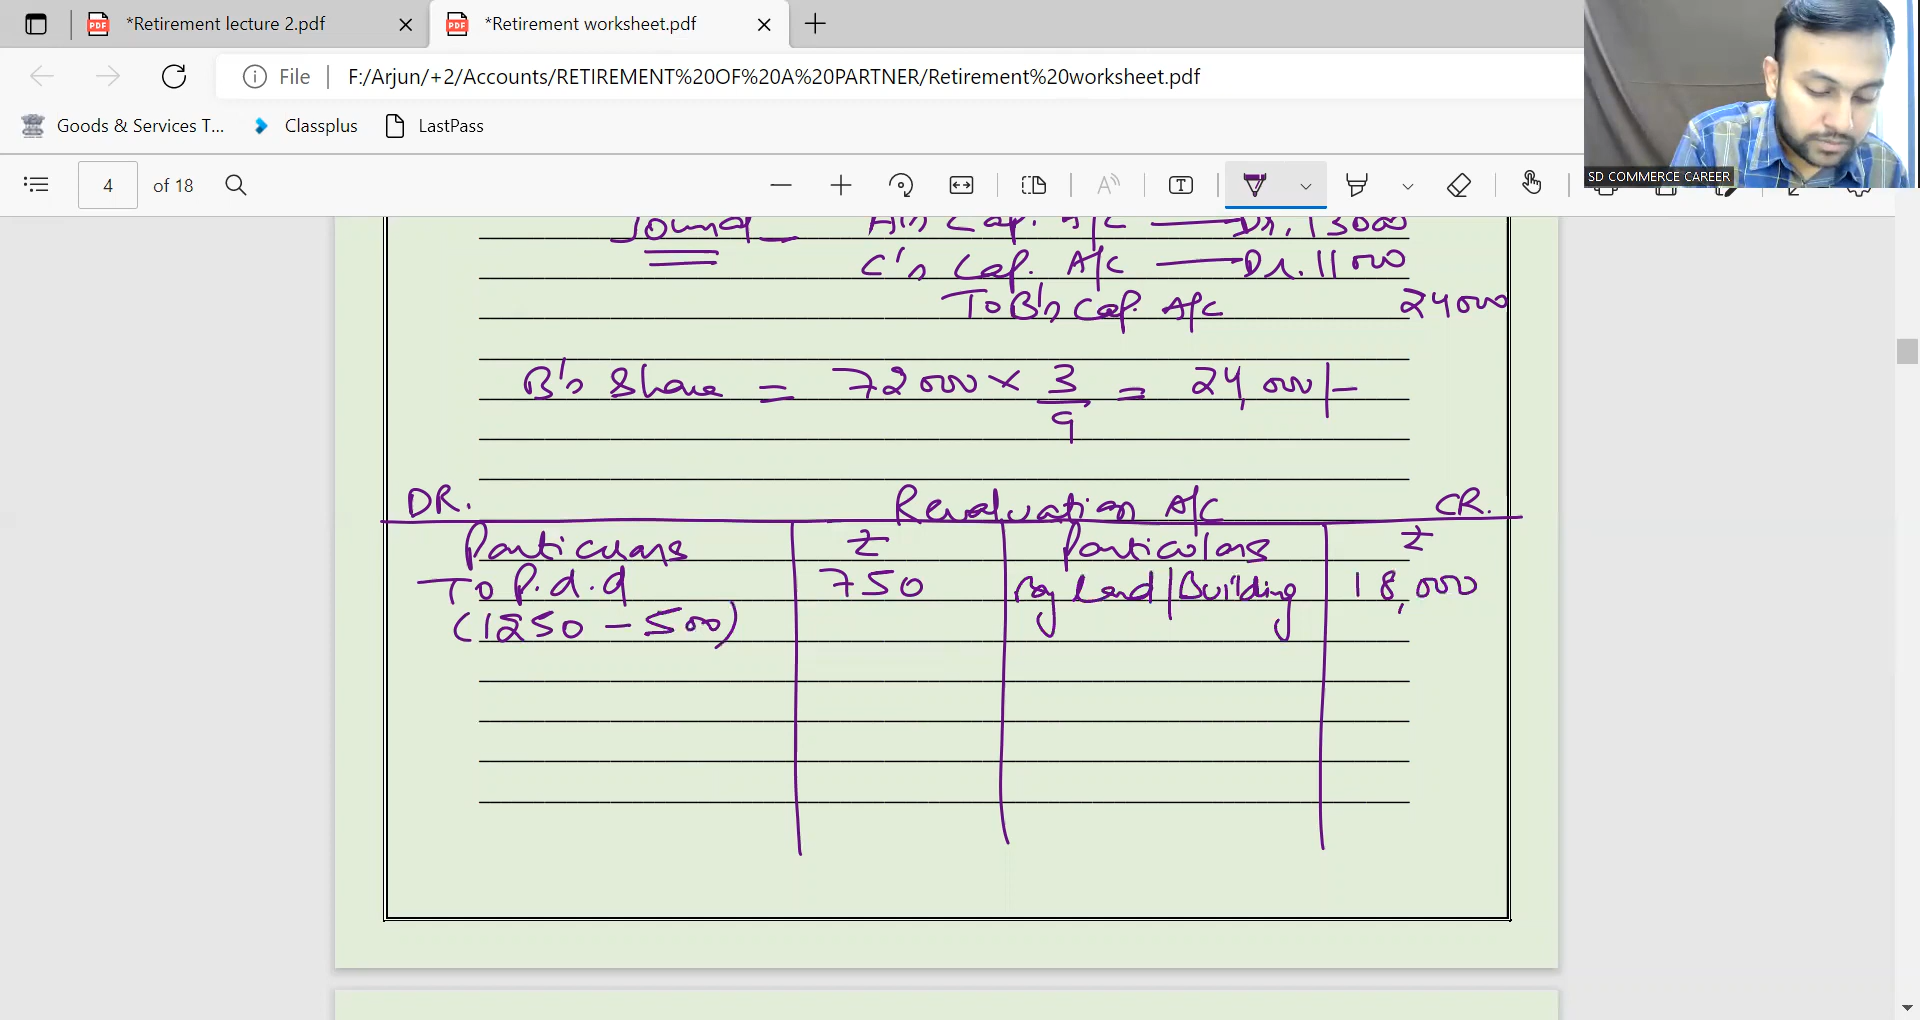 *Retirement lecture 2.pdf
*Retirement worksheet.pdf
File
F:/Arjun/+2/Accounts/RETIREMENT%20OF%20A%20PARTNER/Retirement%20worksheet.pdf
Goods & Services T...
Classplus
LastPass
4 of 18
SD COMMERCE CAREER
Journal A's Cap. A/c Dr. 13000
C's Cap. A/c Dr. 11000
To B's Cap. A/c 24000
B's Share = 72000 × 3/9 = 24,000/-
DR. Revaluation A/c CR.
Particulars ₹ Particulars ₹
To P.d.d 750 By Land/Building 18,000
(1250 - 500)